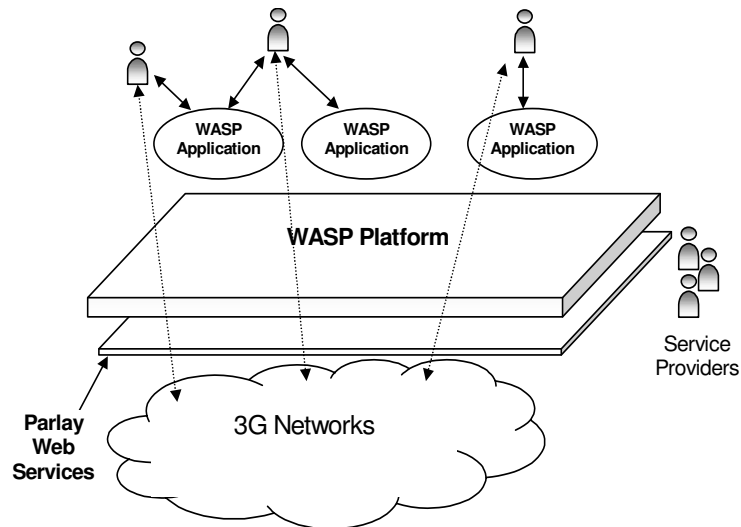 WASP
Application
WASP
Application
WASP
Application
WASP Platform
Service
Providers
Parlay
Web
Services
3G Networks